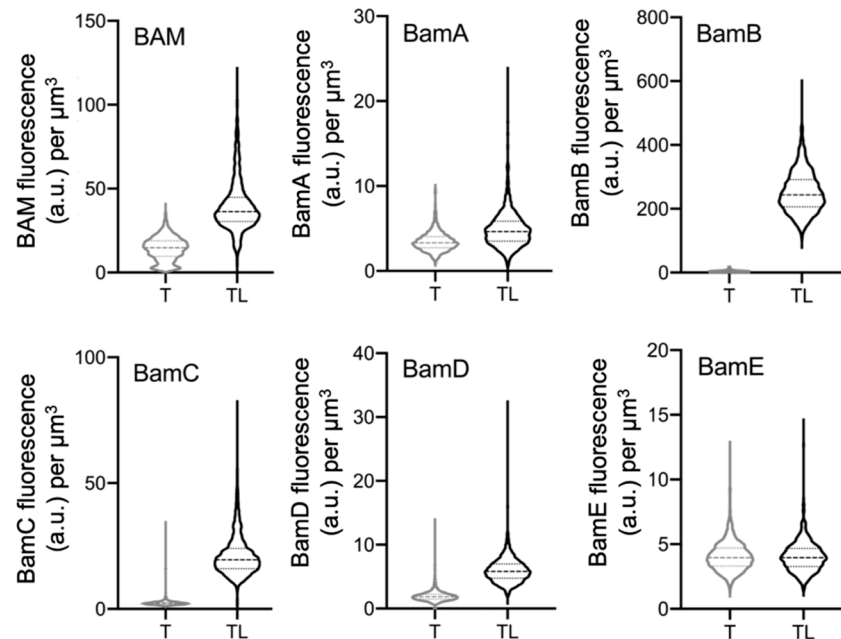 BAM
BAM fluorescence
(a.u.) per µm³
150
100
50
0
T TL
BamA
BamA fluorescence
(a.u.) per µm³
30
20
10
0
T TL
BamB
BamB fluorescence
(a.u.) per µm³
800
600
400
200
0
T TL
BamC
BamC fluorescence
(a.u.) per µm³
100
50
0
T TL
BamD
BamD fluorescence
(a.u.) per µm³
40
30
20
10
0
T TL
BamE
BamE fluorescence
(a.u.) per µm³
20
15
10
5
0
T TL